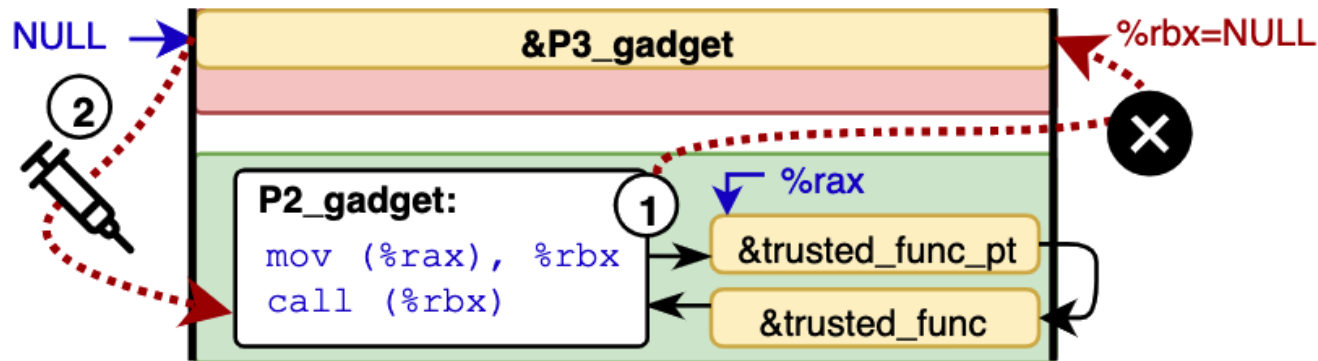 NULL
&P3_gadget
%rbx=NULL
2
P2_gadget:
1
%rax
mov (%rax), %rbx
&trusted_func_pt
call (%rbx)
&trusted_func